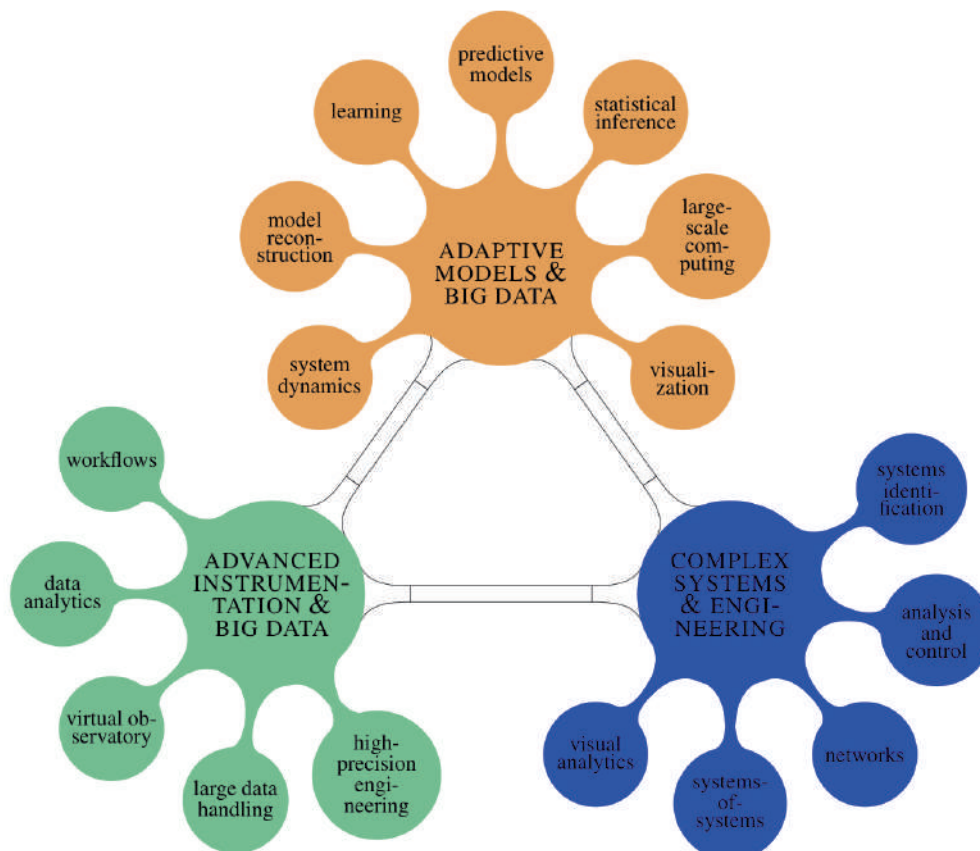 predictive
models
learning
statistical
inference
model
recon-
struction
large-
scale
com-
puting
ADAPTIVE
MODELS &
BIG DATA
system
dynamics
visuali-
zation
workflows
systems
identi-
fication
data
analytics
ADVANCED
INSTRUMEN-
TATION &
BIG DATA
COMPLEX
SYSTEMS
& ENGI-
NEERING
analysis and
control
virtual ob-
servatory
large data
handling
high-
precision
engi-
neering
visual
analytics
systems-
of-
systems
networks